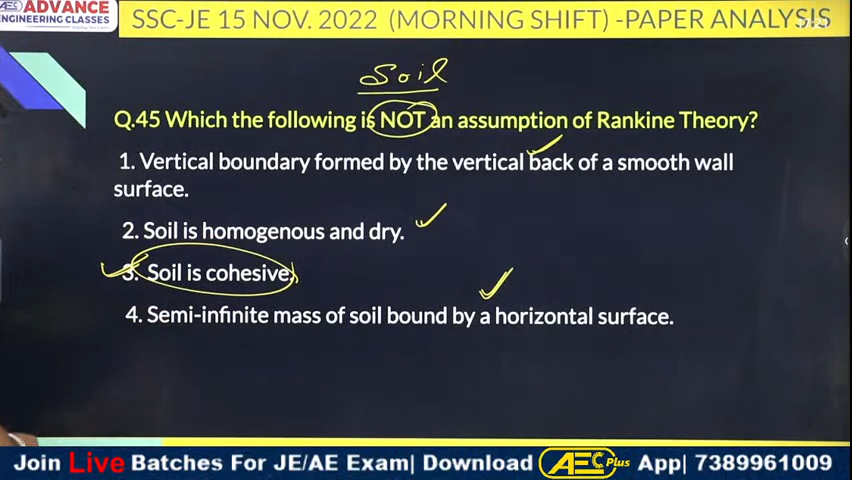 AEC ADVANCE
ENGINEERING CLASSES
SSC-JE 15 NOV. 2022 (MORNING SHIFT) -PAPER ANALYSIS
Soil
Q.45 Which the following is NOT an assumption of Rankine Theory?
1. Vertical boundary formed by the vertical back of a smooth wall
surface.
2. Soil is homogenous and dry.
3. Soil is cohesive.
4. Semi-infinite mass of soil bound by a horizontal surface.
Join Live Batches For JE/AE Exam| Download AEC Plus App| 7389961009